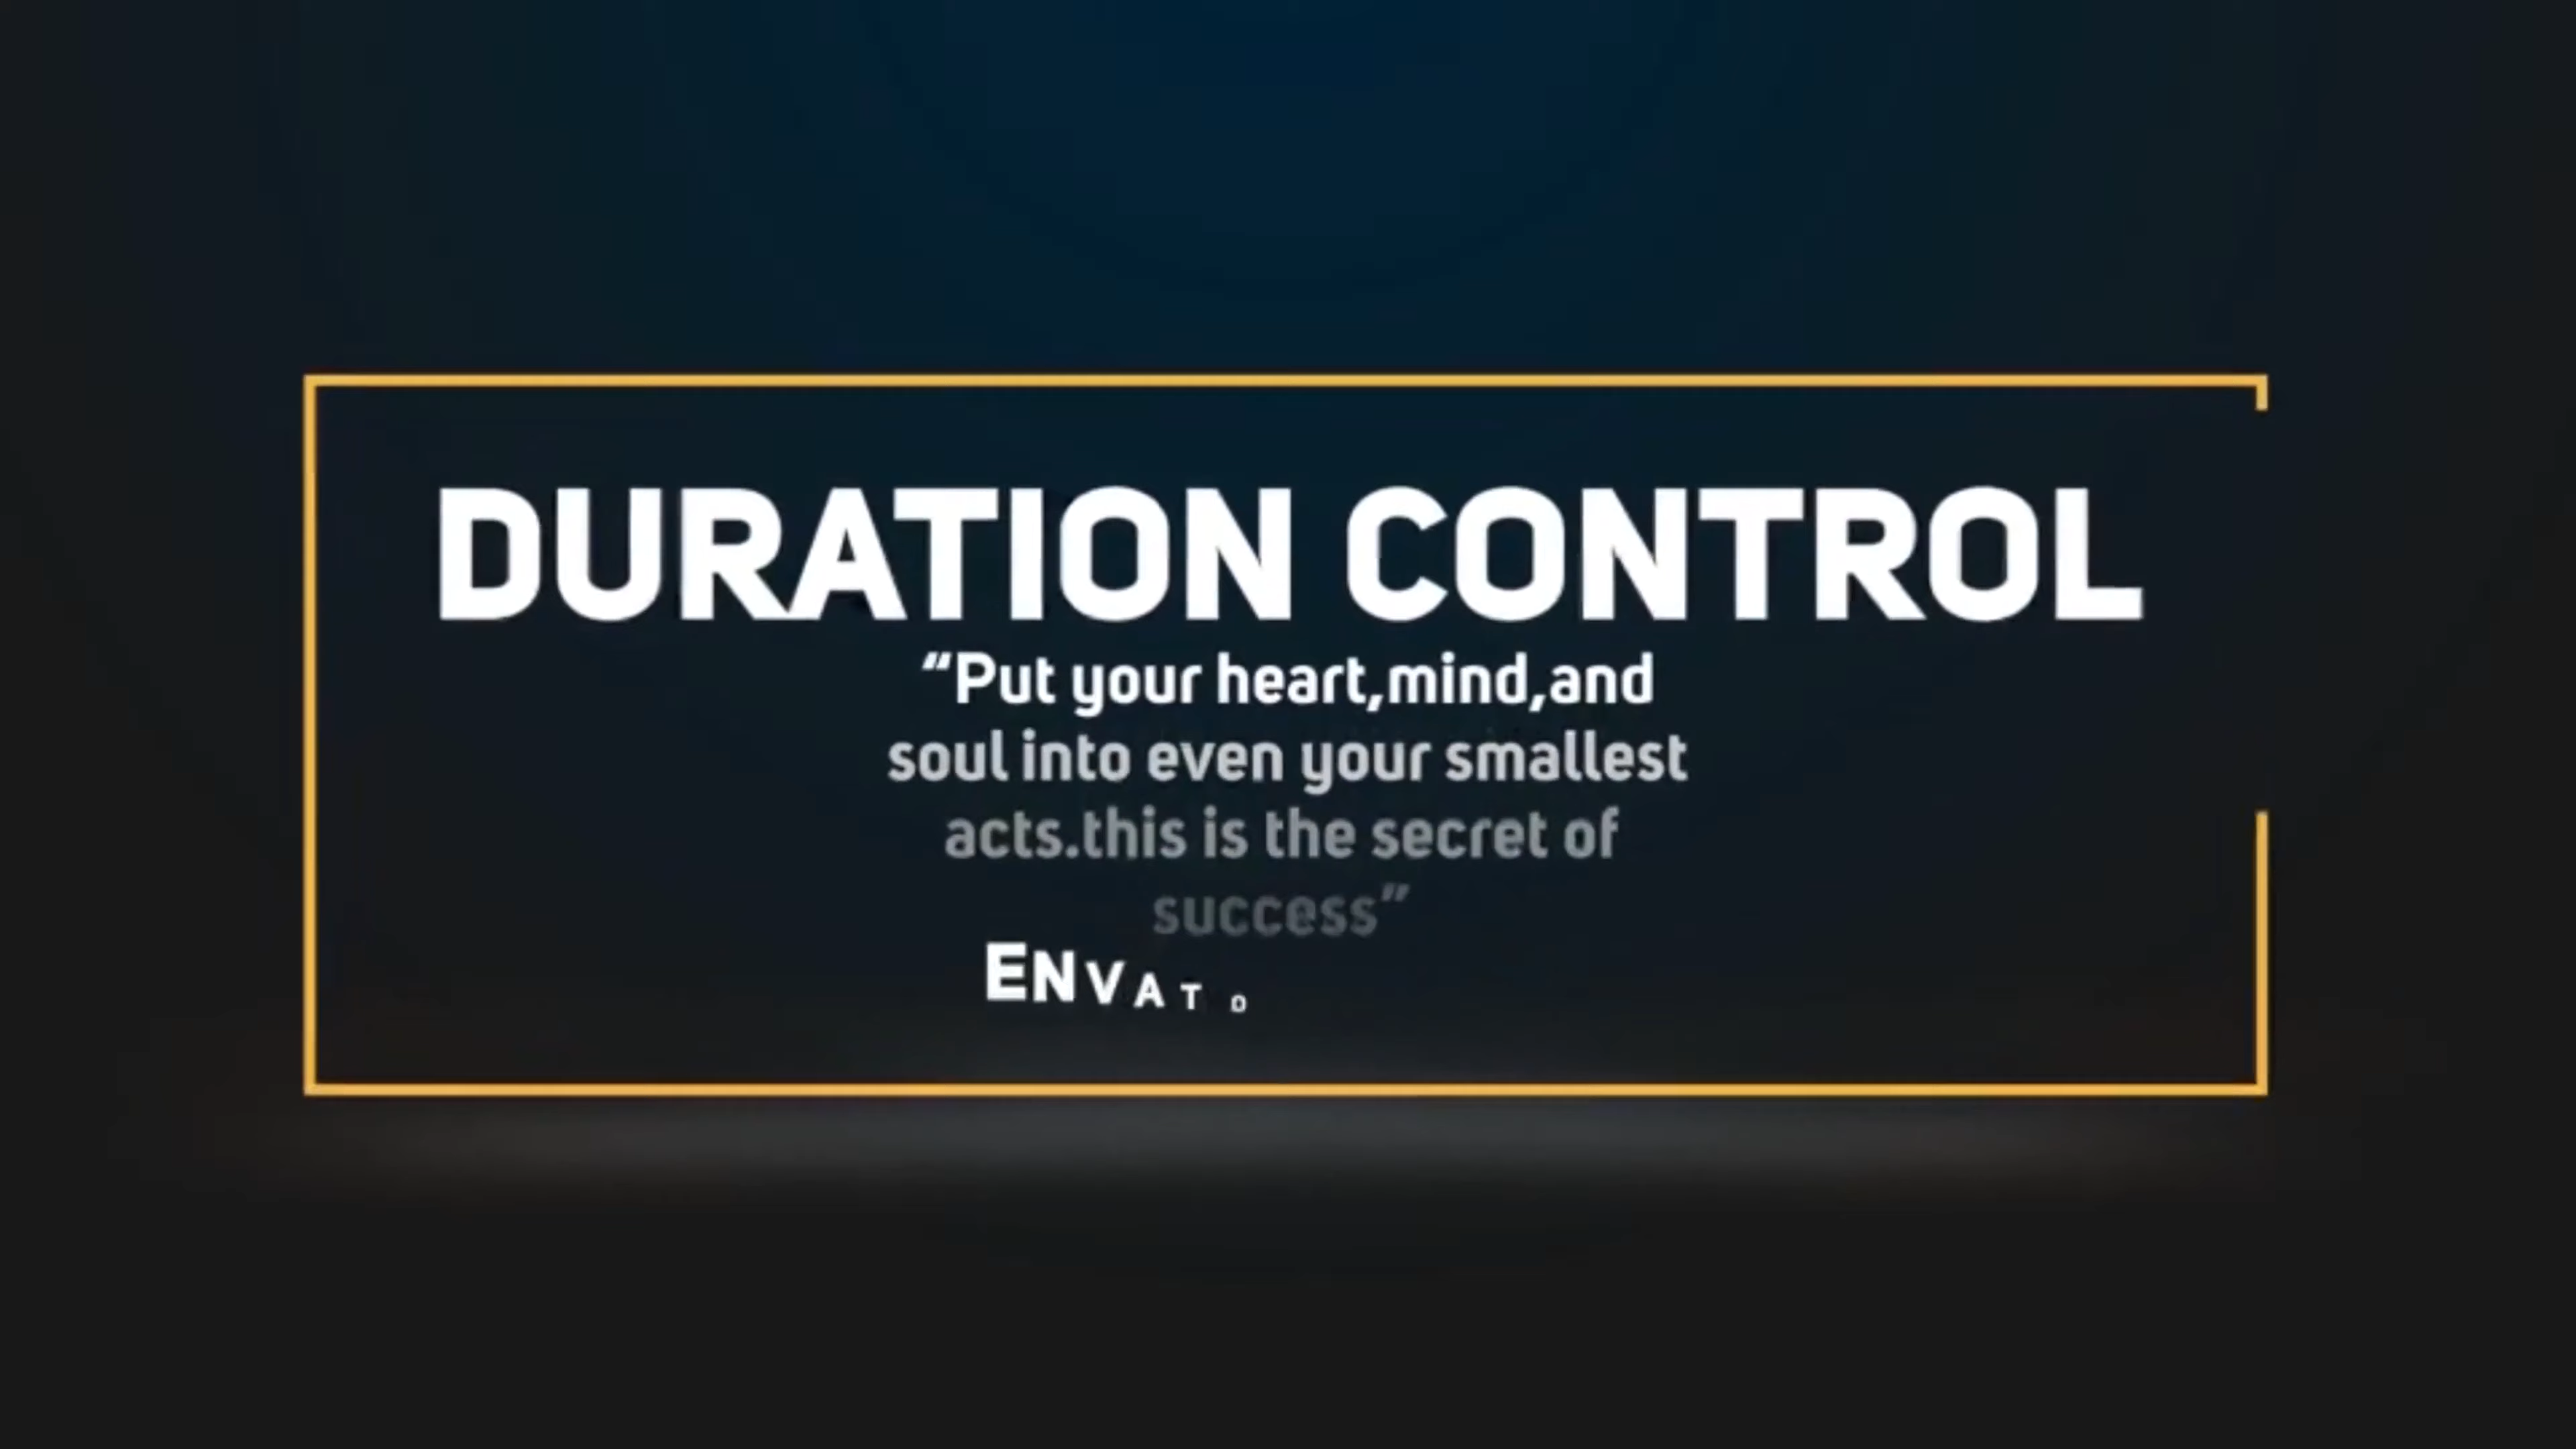 DURATION CONTROL
“Put your heart,mind,and
soul into even your smallest
acts.this is the secret of
success”
ENVATO